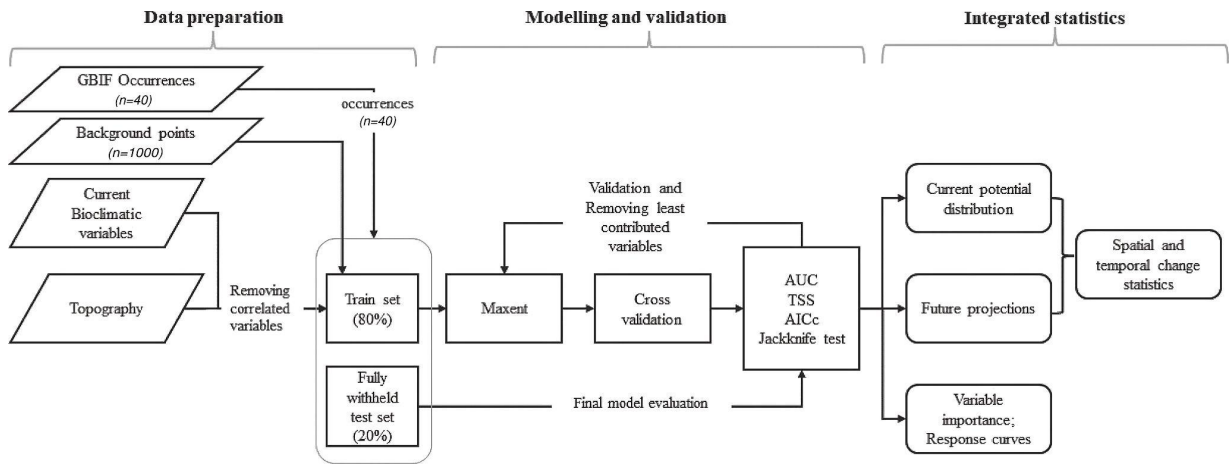 Data preparation
Modelling and validation
Integrated statistics
GBIF Occurrences
(n=40)
occurrences
(n=40)
Background points
(n=1000)
Current
Bioclimatic
variables
Topography
Removing
correlated
variables
Train set
(80%)
Fully
withheld
test set
(20%)
Maxent
Validation and
Removing least
contributed
variables
Cross
validation
Final model evaluation
AUC
TSS
AICc
Jackknife test
Current potential
distribution
Future projections
Variable
importance;
Response curves
Spatial and
temporal change
statistics